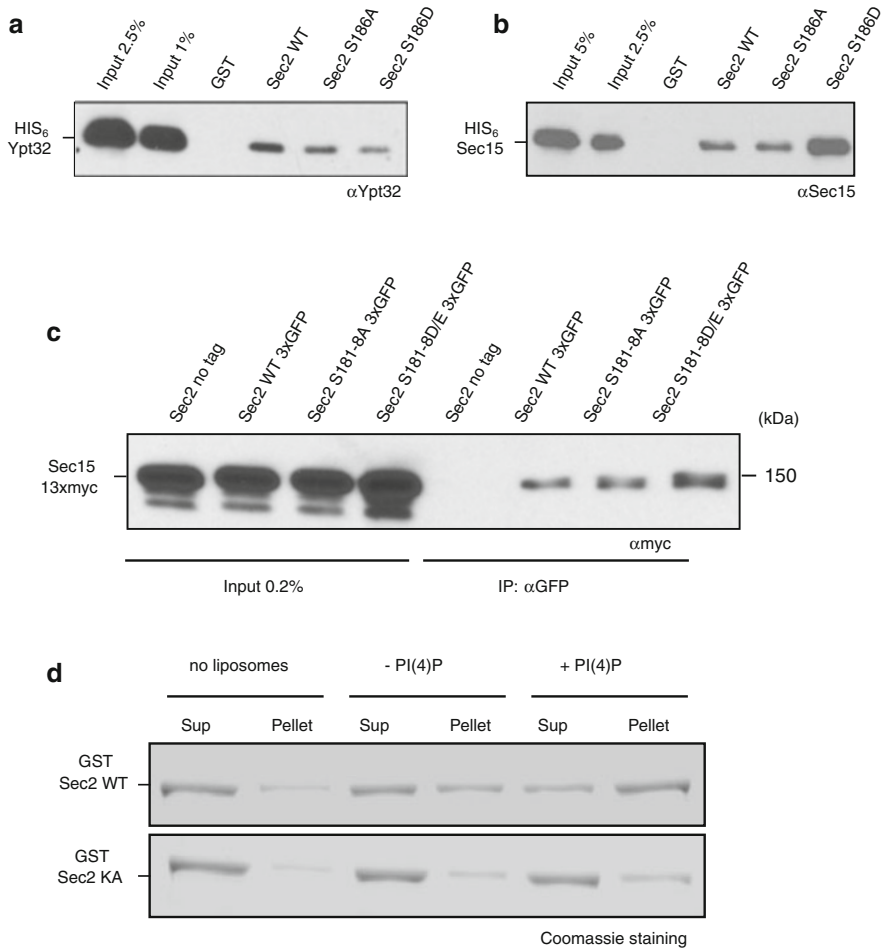 a
Input 2.5%
Input 1%
GST
Sec2 WT
Sec2 S186A
Sec2 S186D
HIS6
Ypt32
αYpt32
b
Input 5%
Input 2.5%
GST
Sec2 WT
Sec2 S186A
Sec2 S186D
HIS6
Sec15
αSec15
c
Sec2 no tag
Sec2 WT 3xGFP
Sec2 S181-8A 3xGFP
Sec2 S181-8D/E 3xGFP
Sec2 no tag
Sec2 WT 3xGFP
Sec2 S181-8A 3xGFP
Sec2 S181-8D/E 3xGFP
(kDa)
Sec15
13xmyc
150
αmyc
Input 0.2%
IP: αGFP
d
no liposomes
- PI(4)P
+ PI(4)P
Sup
Pellet
Sup
Pellet
Sup
Pellet
GST
Sec2 WT
GST
Sec2 KA
Coomassie staining